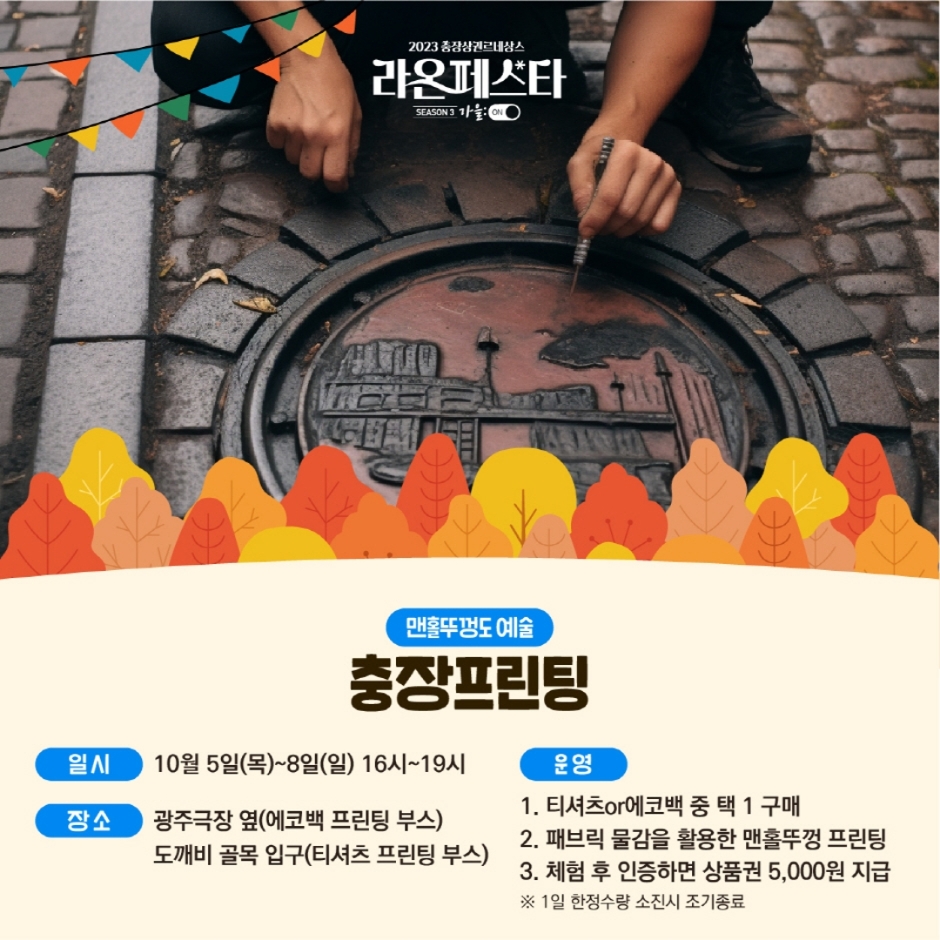 2023 충장상권르네상스
라온페스타
SEASON 3 가을:ON
맨홀뚜껑도 예술
충장프린팅
일시 10월 5일(목)~8일(일) 16시~19시
장소 광주극장 옆(에코백 프린팅 부스)
도깨비 골목 입구(티셔츠 프린팅 부스)
운영
1. 티셔츠or에코백 중 택 1 구매
2. 패브릭 물감을 활용한 맨홀뚜껑 프린팅
3. 체험 후 인증하면 상품권 5,000원 지급
※ 1일 한정수량 소진시 조기종료